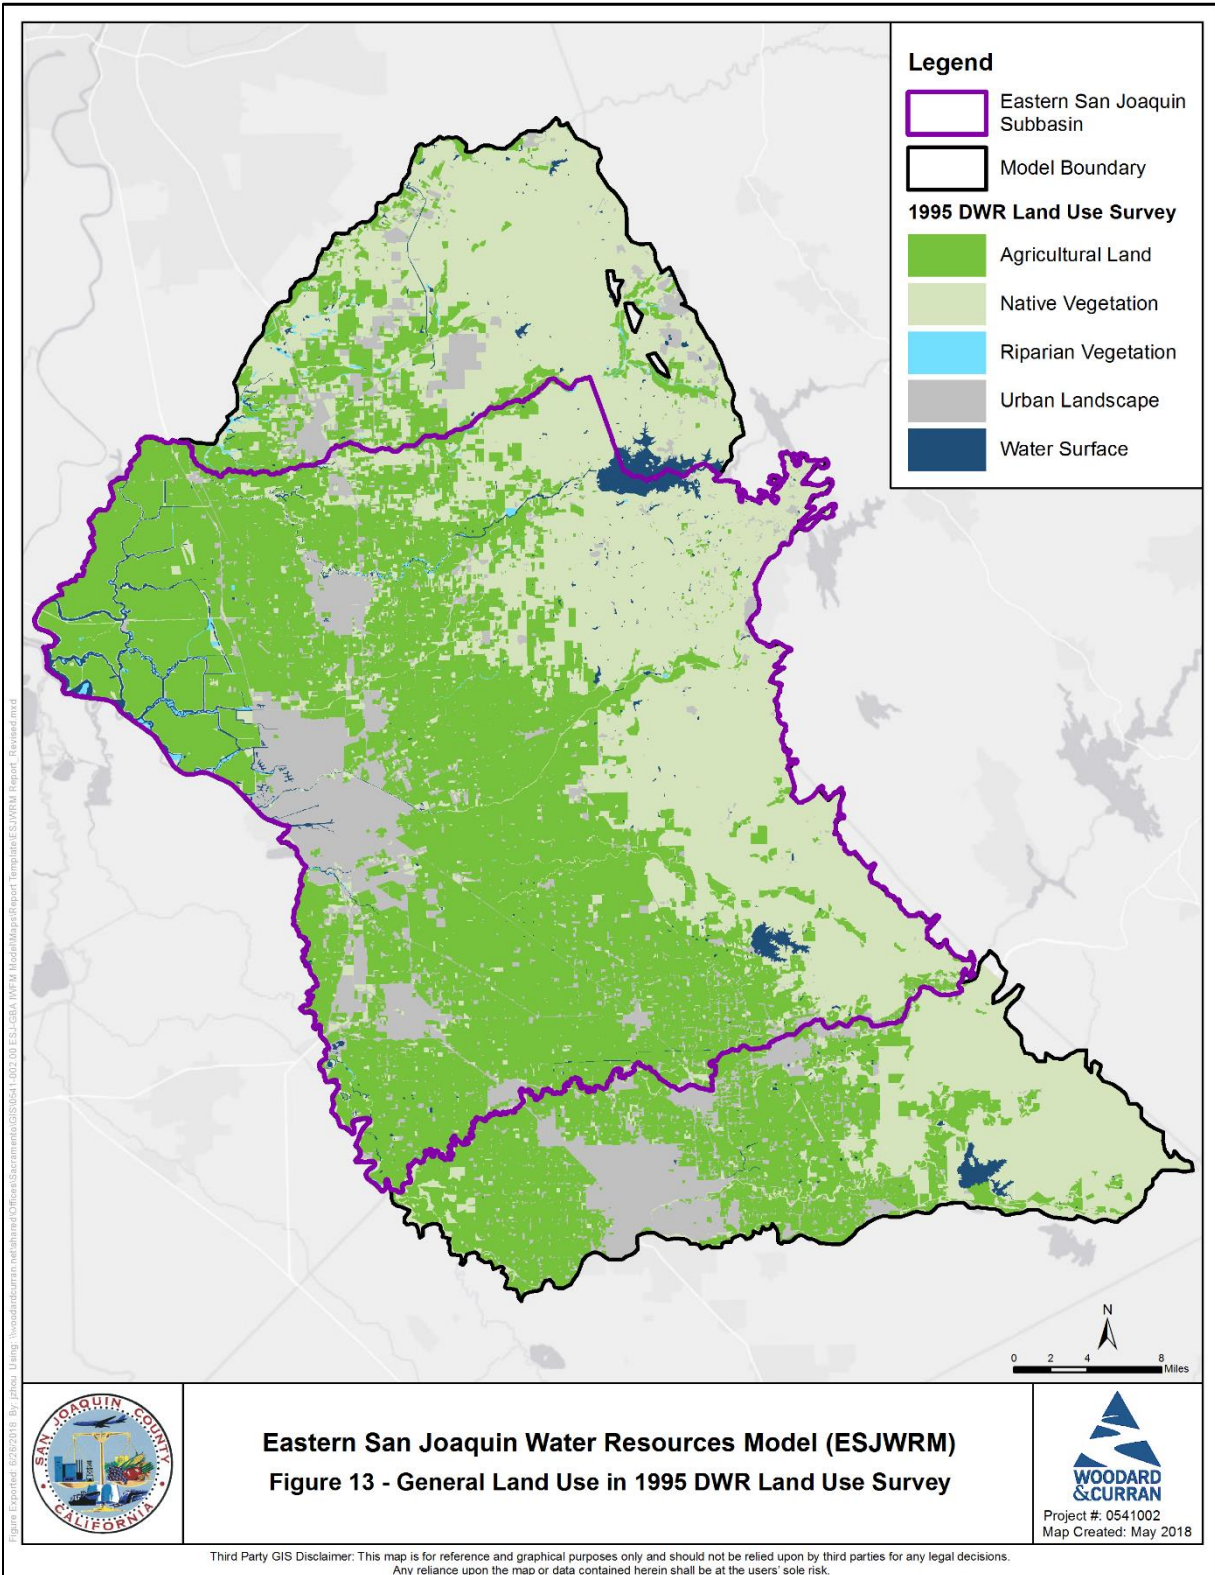 Legend
Eastern San Joaquin
Subbasin
Model Boundary
1995 DWR Land Use Survey
Agricultural Land
Native Vegetation
Riparian Vegetation
Urban Landscape
Water Surface
N
0 2 4 8
Miles
SAN JOAQUIN COUNTY
CALIFORNIA
Eastern San Joaquin Water Resources Model (ESJWRM)
Figure 13 - General Land Use in 1995 DWR Land Use Survey
WOODARD
&CURRAN
Project #: 0541002
Map Created: May 2018
Third Party GIS Disclaimer: This map is for reference and graphical purposes only and should not be relied upon by third parties for any legal decisions.
Any reliance upon the map or data contained herein shall be at the users' sole risk.